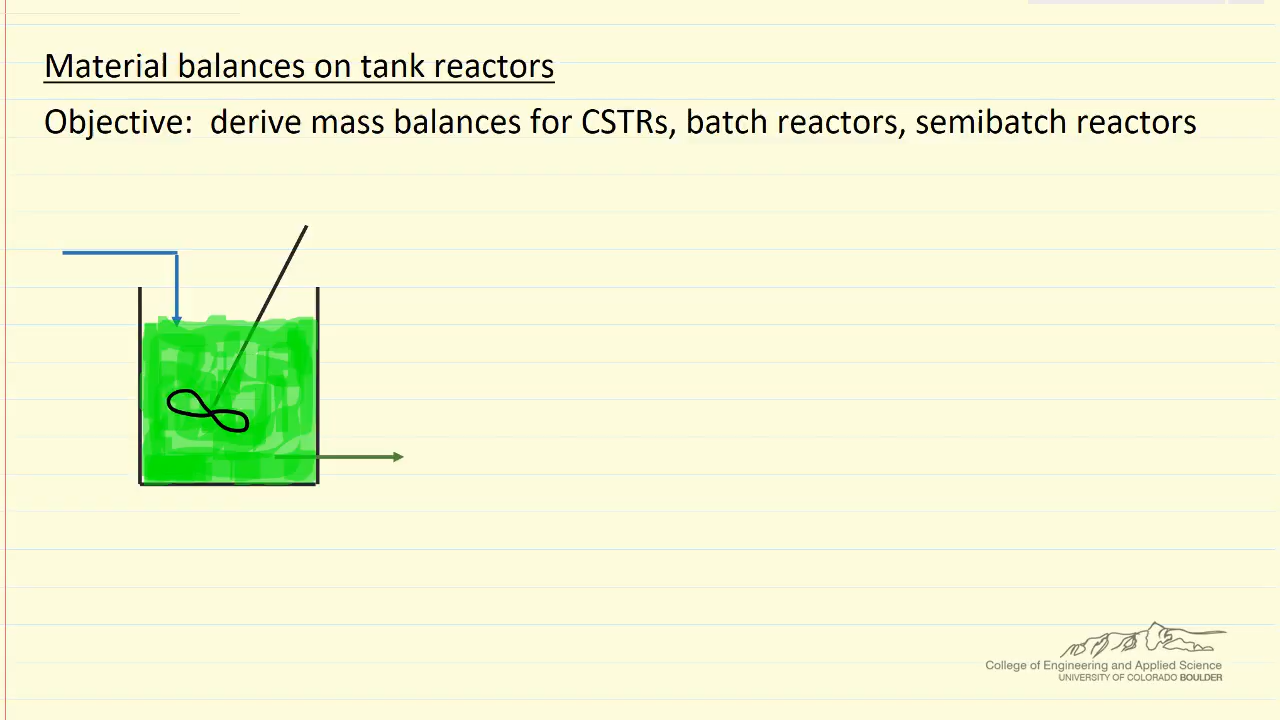 Material balances on tank reactors
Objective: derive mass balances for CSTRs, batch reactors, semibatch reactors
College of Engineering and Applied Science
UNIVERSITY OF COLORADO BOULDER